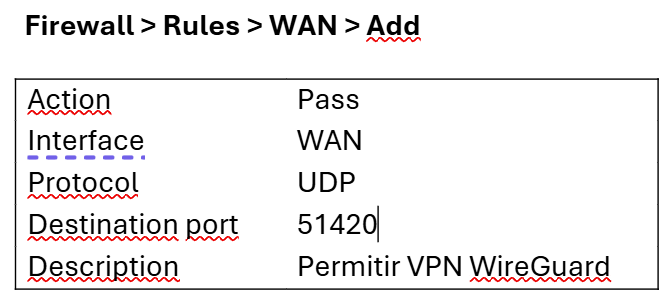 Firewall > Rules > WAN > Add
Action Pass
Interface WAN
Protocol UDP
Destination port 51420
Description Permitir VPN WireGuard